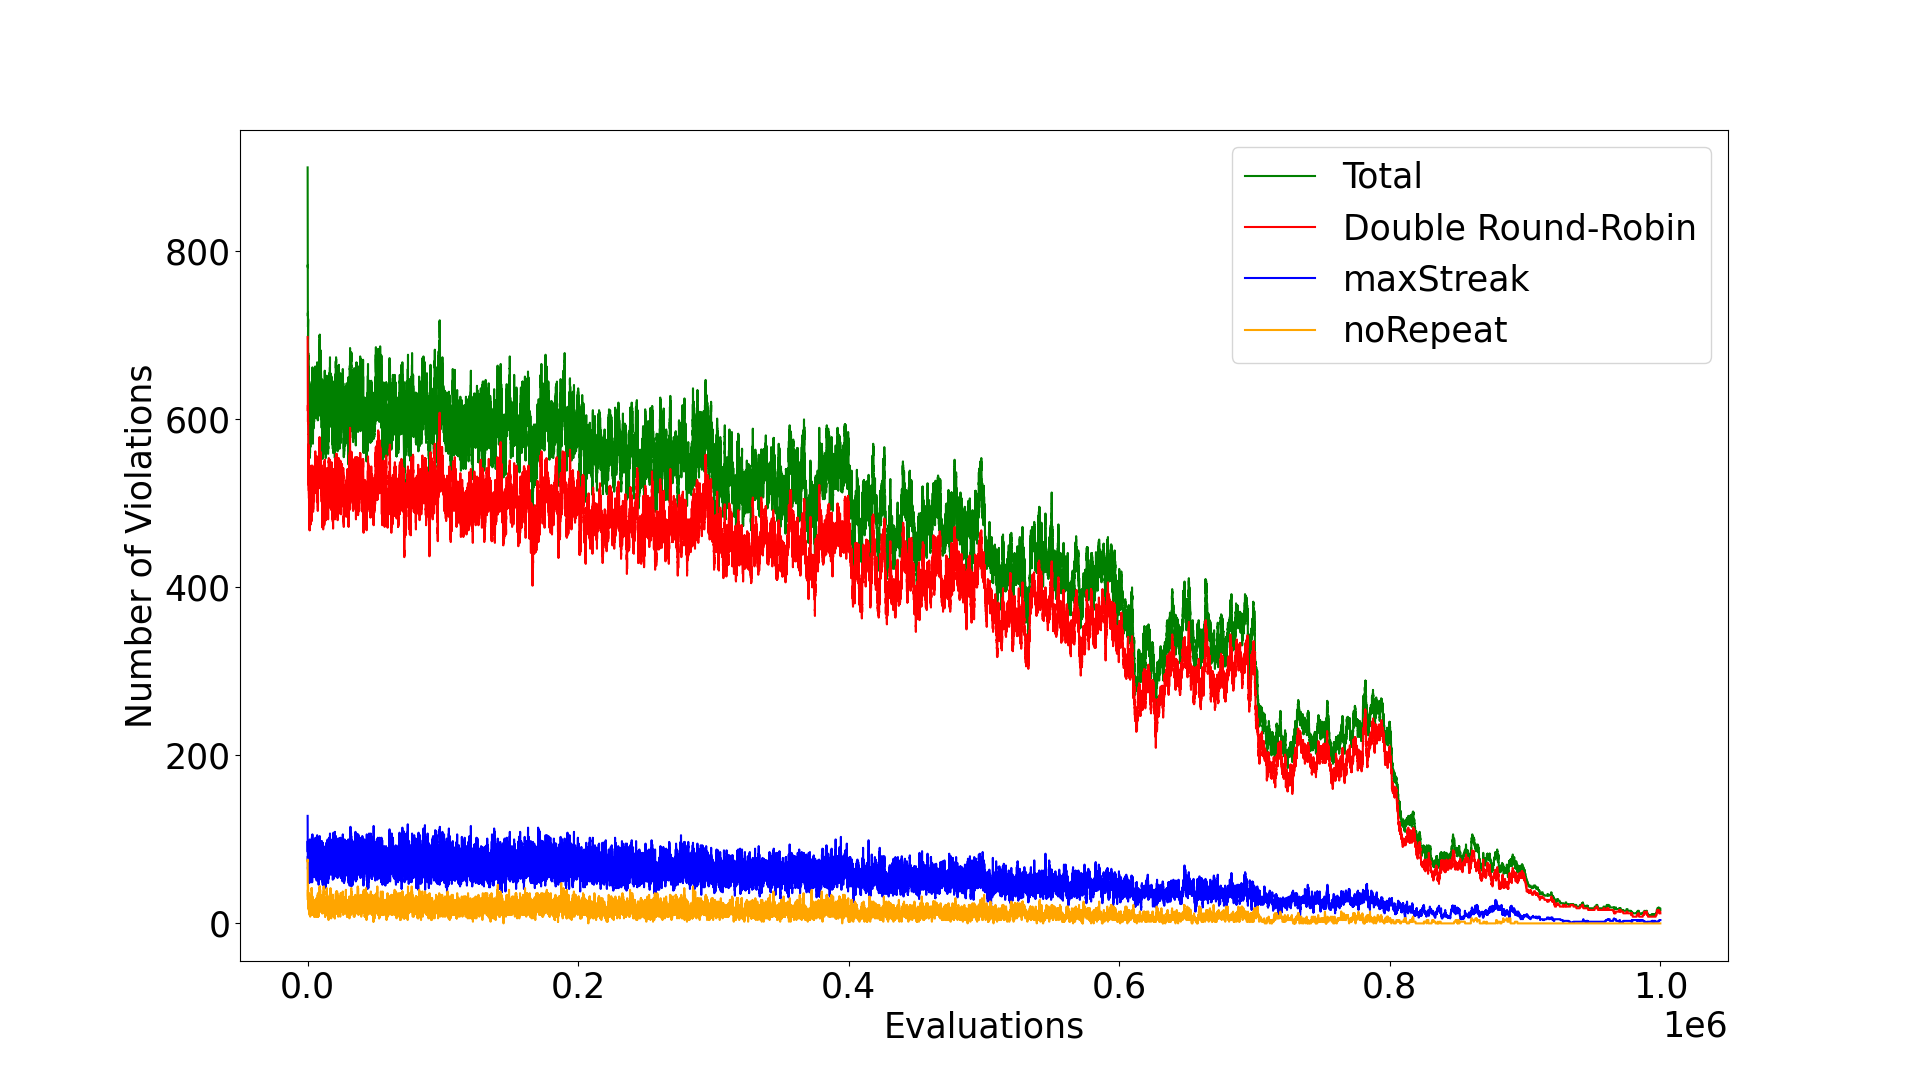 Total
Double Round-Robin
maxStreak
noRepeat
Number of Violations
800
600
400
200
0
0.0 0.2 0.4 0.6 0.8 1.0
Evaluations
1e6